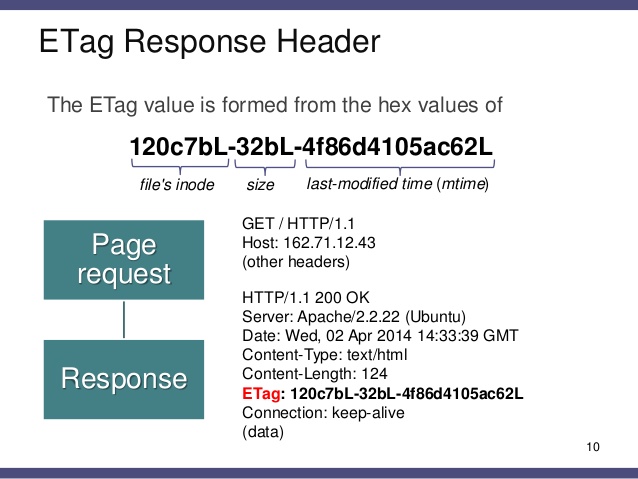 ETag Response Header
The ETag value is formed from the hex values of
120c7bL-32bL-4f86d4105ac62L
file's inode size last-modified time (mtime)
Page
request
GET / HTTP/1.1
Host: 162.71.12.43
(other headers)
Response
HTTP/1.1 200 OK
Server: Apache/2.2.22 (Ubuntu)
Date: Wed, 02 Apr 2014 14:33:39 GMT
Content-Type: text/html
Content-Length: 124
ETag: 120c7bL-32bL-4f86d4105ac62L
Connection: keep-alive
(data)
10